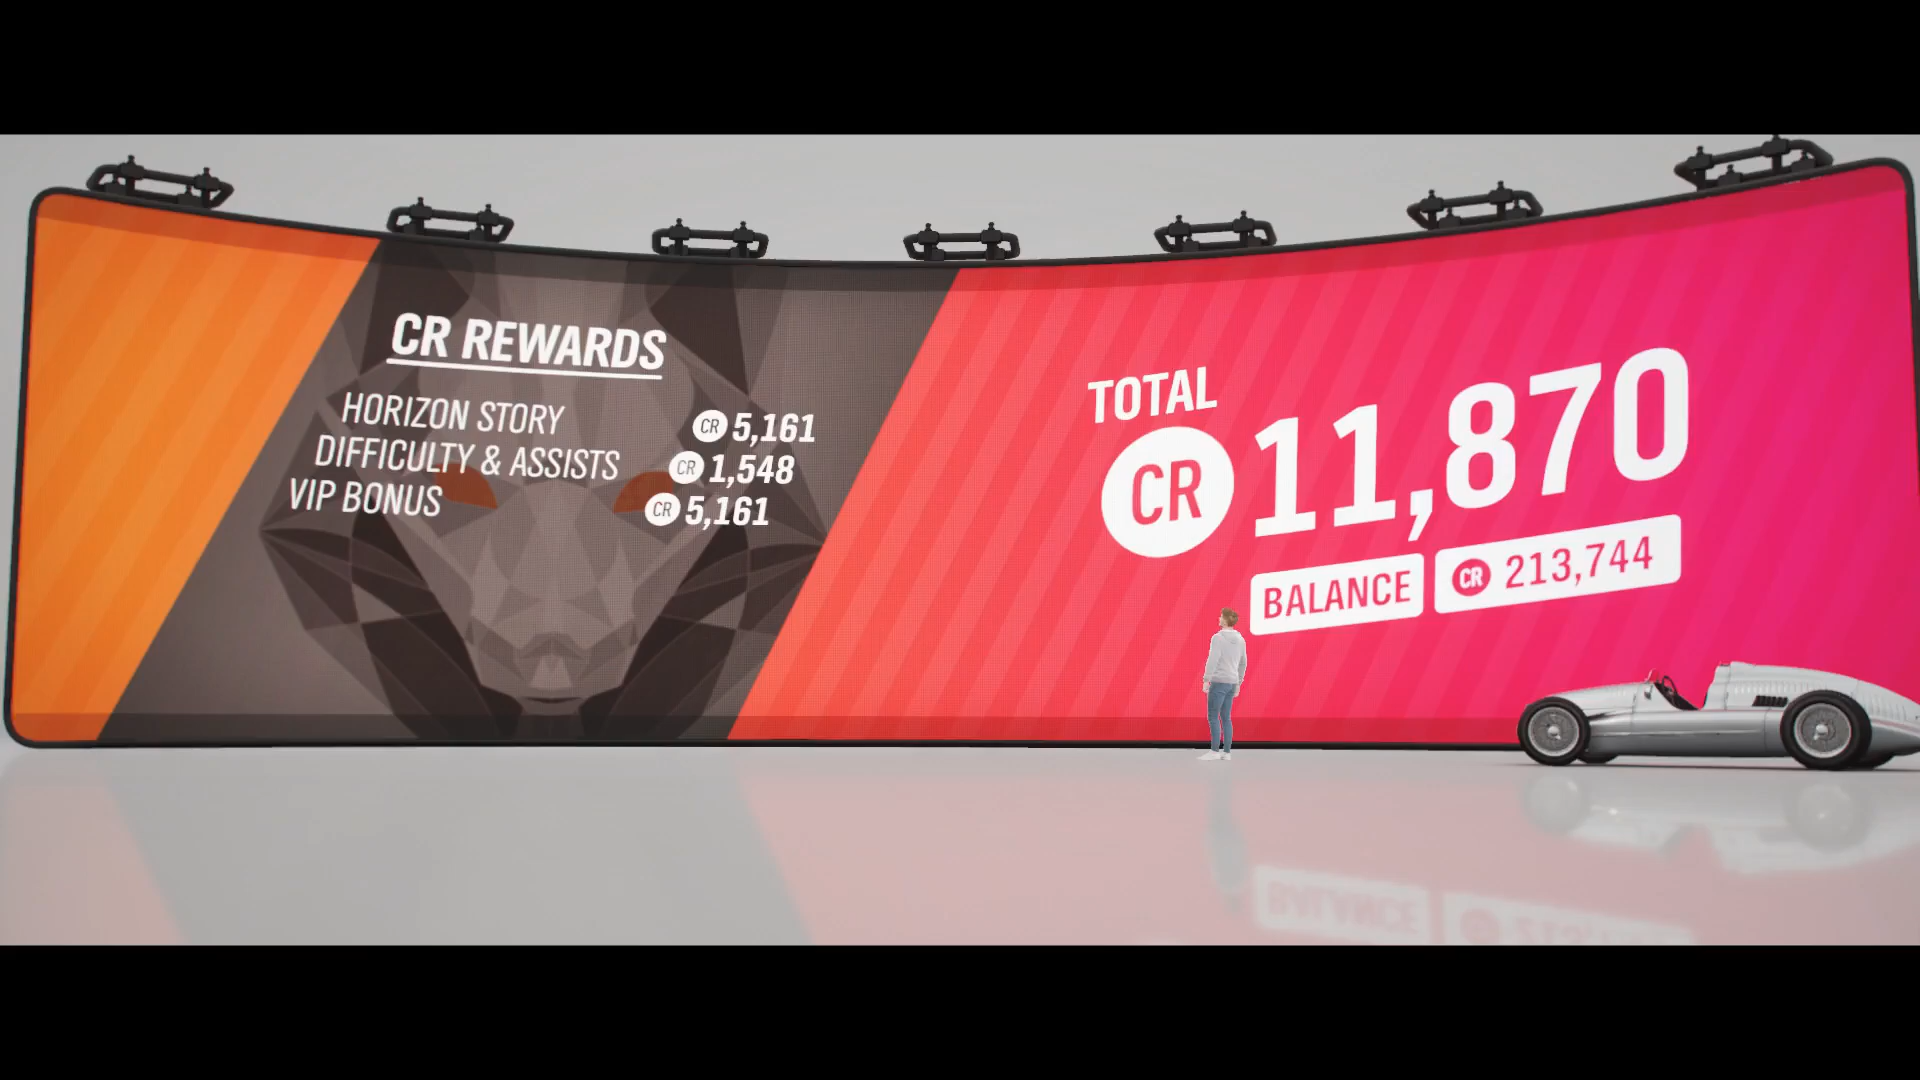 CR REWARDS
HORIZON STORY CR 5,161
DIFFICULTY & ASSISTS CR 1,548
VIP BONUS CR 5,161
TOTAL
CR 11,870
BALANCE CR 213,744